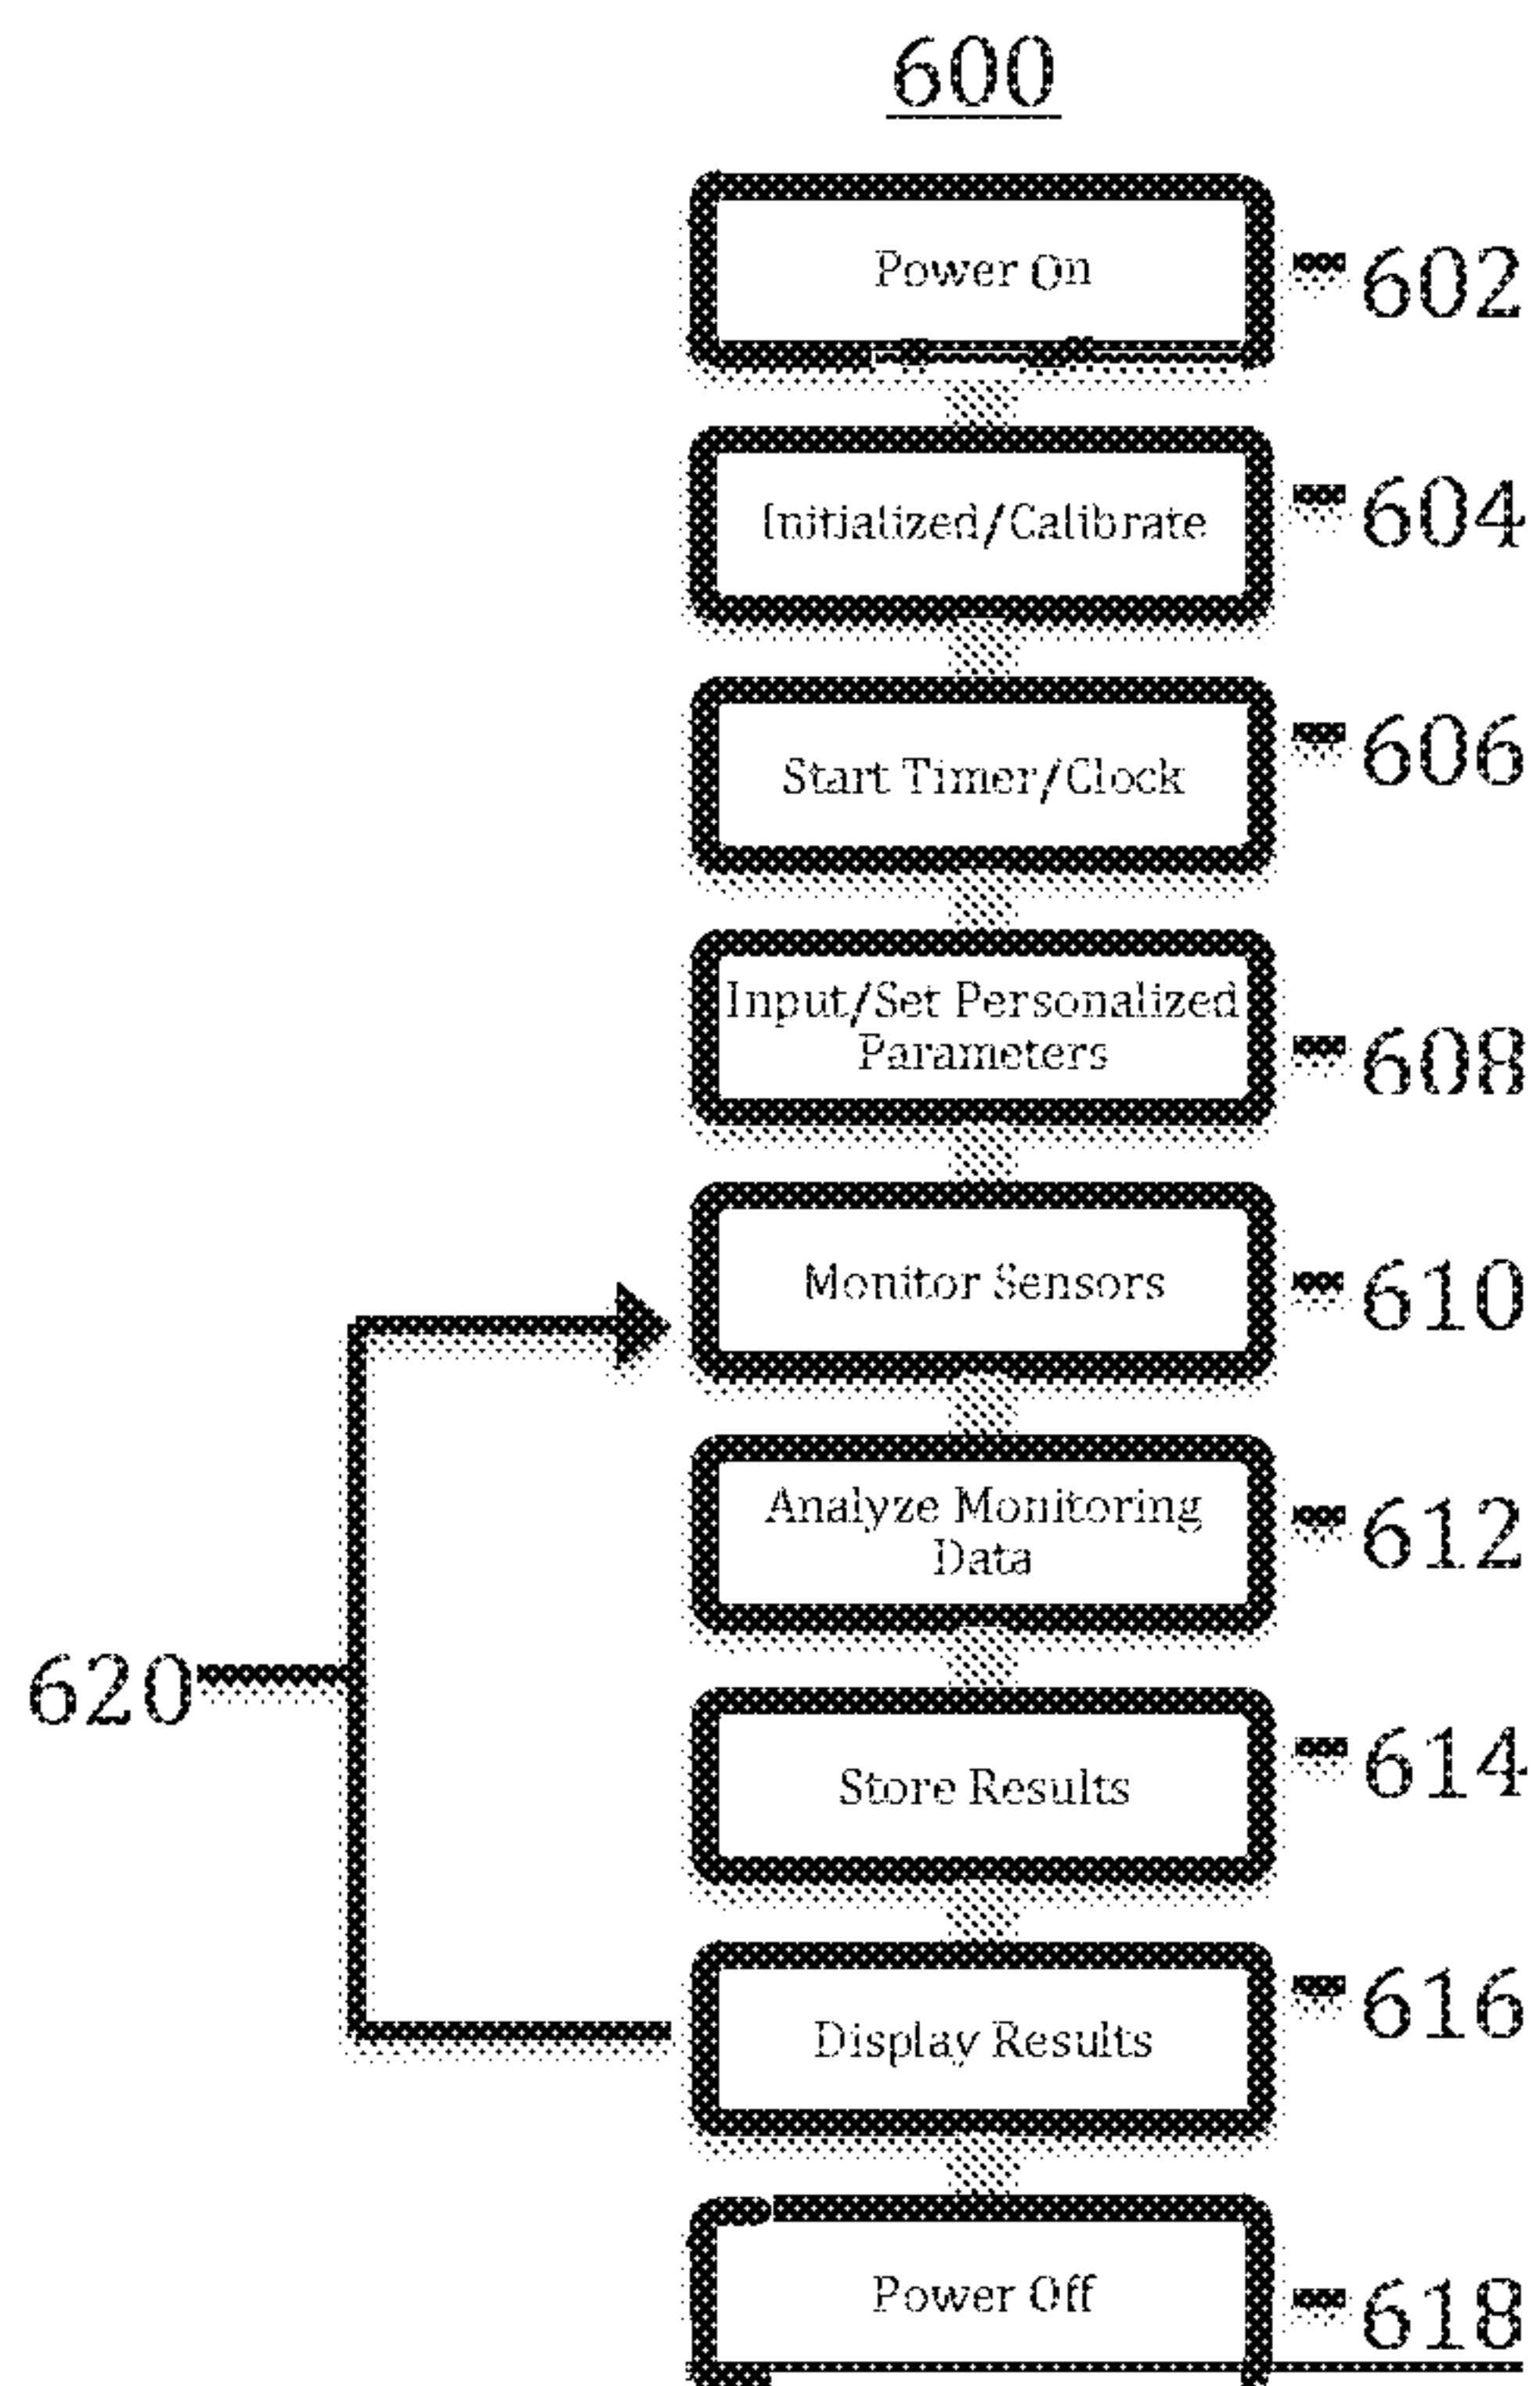 600
Power On
602
Initialized/Calibrate
604
Start Timer/Clock
606
Input/Set Personalized
Parameters
608
Monitor Sensors
610
Analyze Monitoring
Data
612
620
Store Results
614
Display Results
616
Power Off
618